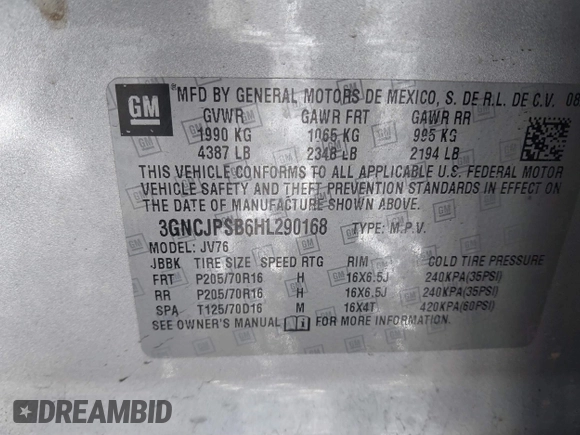 GM ® MFD BY GENERAL MOTORS DE MEXICO, S. DE R.L. DE C.V. 08
GVWR GAWR FRT GAWR RR
1990 KG 1065 KG 995 KG
4387 LB 2348 LB 2194 LB
THIS VEHICLE CONFORMS TO ALL APPLICABLE U.S. FEDERAL MOTOR
VEHICLE SAFETY AND THEFT PREVENTION STANDARDS IN EFFECT ON
THE DATE OF MANUFACTURE SHOWN ABOVE.
3GNCJPSB6HL290168 TYPE: M.P.V.
MODEL: JV76
JBBK TIRE SIZE SPEED RTG RIM COLD TIRE PRESSURE
FRT P205/70R16 H 16X6.5J 240KPA(35PSI)
RR P205/70R16 H 16X6.5J 240KPA(35PSI)
SPA T125/70D16 M 16X4T 420KPA(60PSI)
SEE OWNER'S MANUAL FOR MORE INFORMATION.
DREAMBID